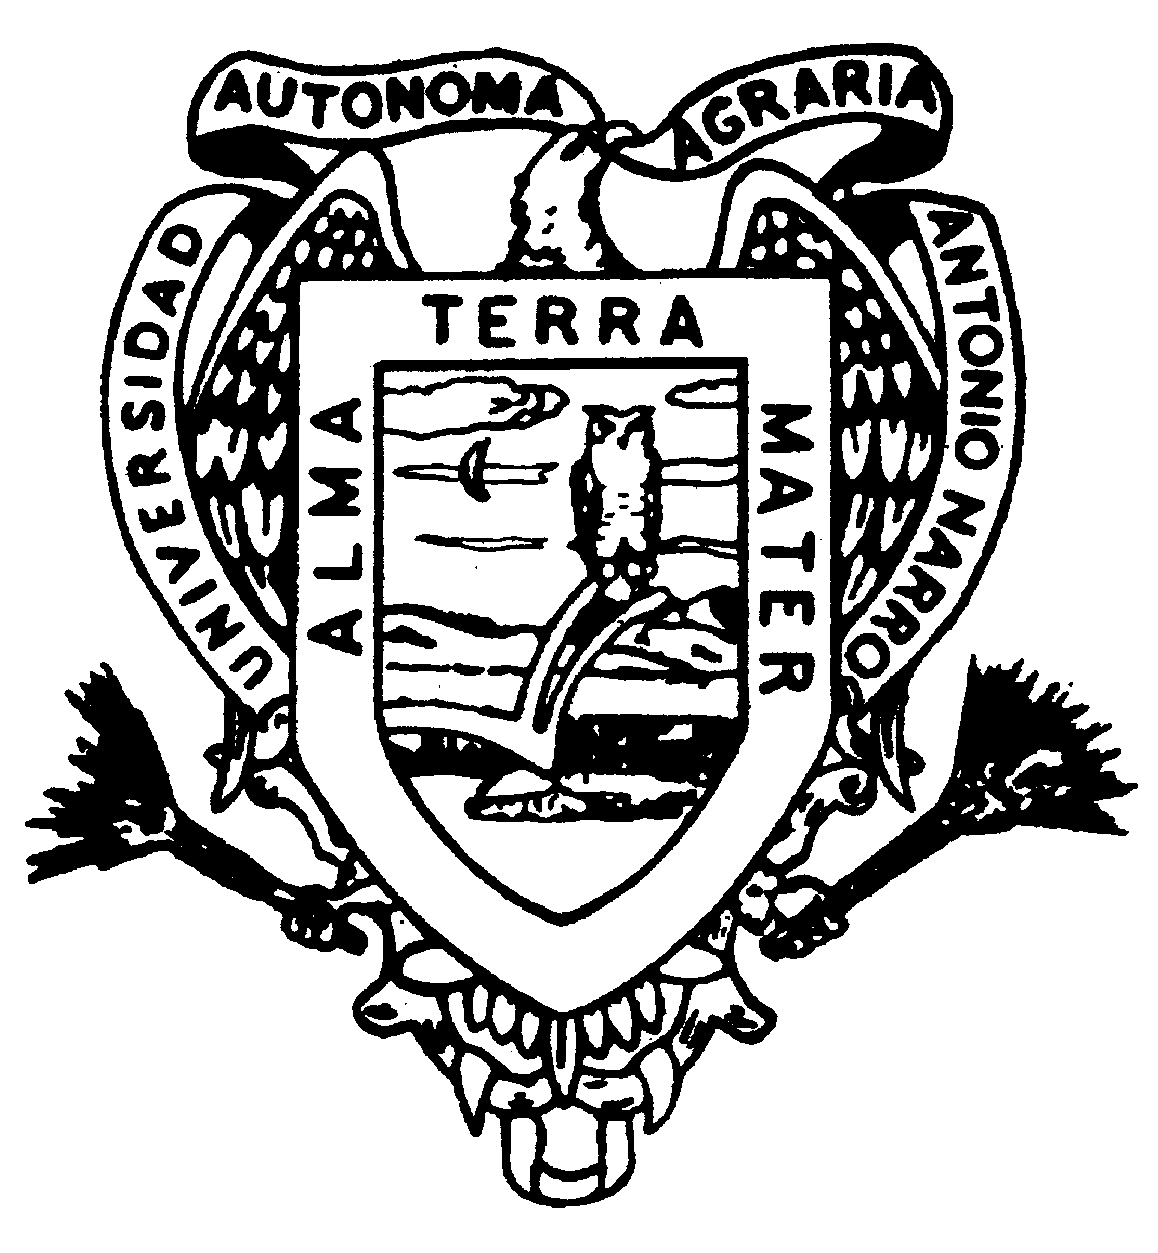 UNIVERSIDAD
AUTONOMA
AGRARIA
ANTONIO NARRO
ALMA
TERRA
MATER